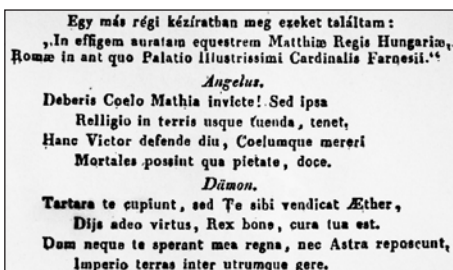 Egy más régi kézíratban meg ezeket találtam:
„In effigem auratam equestrem Matthiæ Regis Hungariæ,
Romæ in ant quo Palatio Illustrissimi Cardinalis Farnesii.“
Angelus.
Deberis Coelo Mathia invicte! Sed ipsa
Relligio in terris usque tuenda, tenet,
Hanc Victor defende diu, Coelumque mereri
Mortales possint qua pietate, doce.
Dämon.
Tartara te cupiunt, sed Te sibi vendicat Æther,
Dijs adeo virtus, Rex bone, cura tua est.
Dum neque te sperant mea regna, nec Astra reposcunt,
Imperio terras inter utrumque gere.